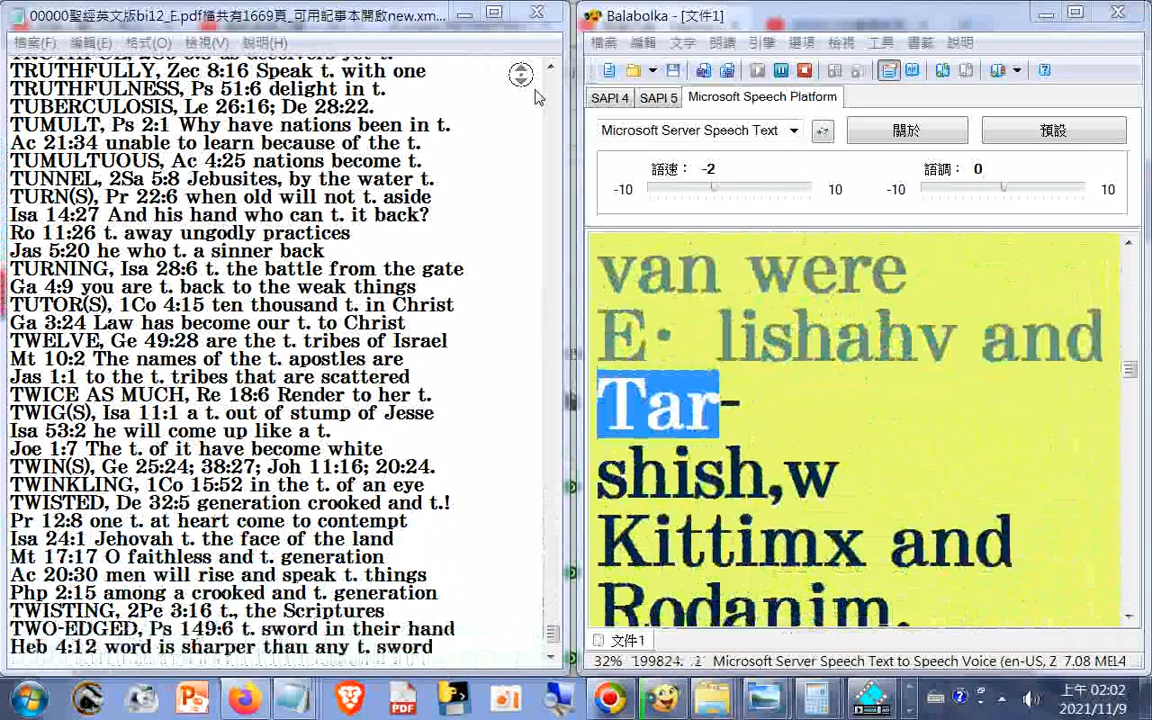 00000聖經英文版bi12_E.pdf檔共有1669頁_可用記事本開啟new.xm...
檔案(F) 編輯(E) 格式(O) 檢視(V) 說明(H)
TRUTHFULLY, Zec 8:16 Speak t. with one
TRUTHFULNESS, Ps 51:6 delight in t.
TUBERCULOSIS, Le 26:16; De 28:22.
TUMULT, Ps 2:1 Why have nations been in t.
Ac 21:34 unable to learn because of the t.
TUMULTUOUS, Ac 4:25 nations become t.
TUNNEL, 2Sa 5:8 Jebusites, by the water t.
TURN(S), Pr 22:6 when old will not t. aside
Isa 14:27 And his hand who can t. it back?
Ro 11:26 t. away ungodly practices
Jas 5:20 he who t. a sinner back
TURNING, Isa 28:6 t. the battle from the gate
Ga 4:9 you are t. back to the weak things
TUTOR(S), 1Co 4:15 ten thousand t. in Christ
Ga 3:24 Law has become our t. to Christ
TWELVE, Ge 49:28 are the t. tribes of Israel
Mt 10:2 The names of the t. apostles are
Jas 1:1 to the t. tribes that are scattered
TWICE AS MUCH, Re 18:6 Render to her t.
TWIG(S), Isa 11:1 a t. out of stump of Jesse
Isa 53:2 he will come up like a t.
Joe 1:7 The t. of it have become white
TWIN(S), Ge 25:24; 38:27; Joh 11:16; 20:24.
TWINKLING, 1Co 15:52 in the t. of an eye
TWISTED, De 32:5 generation crooked and t.!
Pr 12:8 one t. at heart come to contempt
Isa 24:1 Jehovah t. the face of the land
Mt 17:17 O faithless and t. generation
Ac 20:30 men will rise and speak t. things
Php 2:15 among a crooked and t. generation
TWISTING, 2Pe 3:16 t., the Scriptures
TWO-EDGED, Ps 149:6 t. sword in their hand
Heb 4:12 word is sharper than any t. sword
Balabolka - [文件1]
檔案 編輯 文字 朗讀 引擎 選項 檢視 工具 書籤 說明
SAPI 4 SAPI 5 Microsoft Speech Platform
Microsoft Server Speech Text 關於 預設
語速: -2 語調: 0
-10 10 -10 10
van were
E· lishahv and
Tar-
shish,w
Kittimx and
Rodanim.
文件1
32% 199824. Microsoft Server Speech Text to Speech Voice (en-US, Z 7.08 MEL4
PDF
上午 02:02
2021/11/9